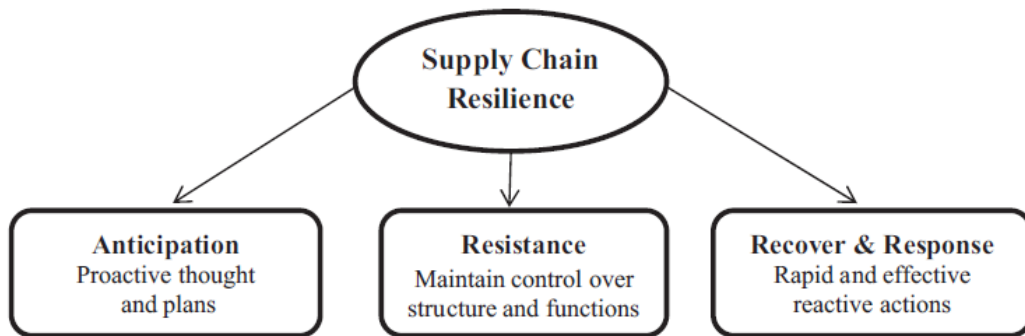 Supply Chain
Resilience
Anticipation
Proactive thought
and plans
Resistance
Maintain control over
structure and functions
Recover & Response
Rapid and effective
reactive actions